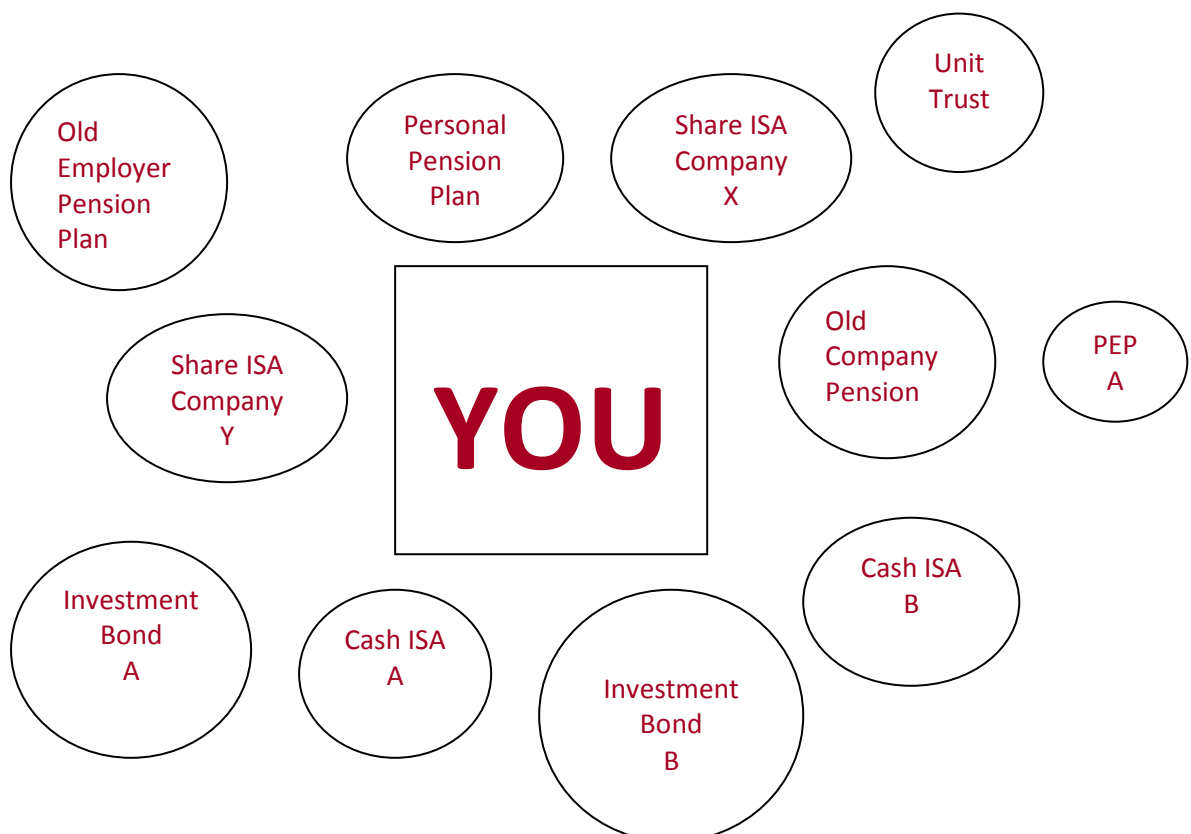 Unit
Trust
Old
Employer
Pension
Plan
Personal
Pension
Plan
Share ISA
Company
X
Share ISA
Company
Y
YOU
Old
Company
Pension
PEP
A
Investment
Bond
A
Cash ISA
A
Investment
Bond
B
Cash ISA
B